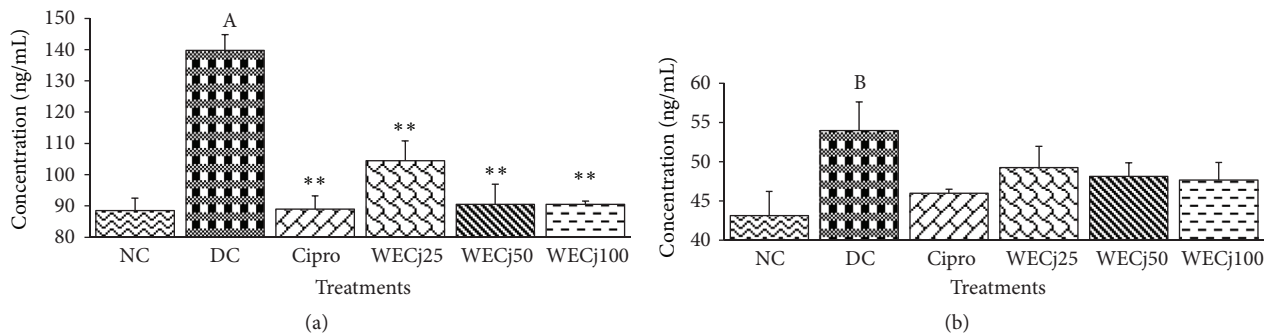 Concentration (ng/mL)
150
140
130
120
110
100
90
80
A
**
**
**
**
NC DC Cipro WECj25 WECj50 WECj100
Treatments
(a)
Concentration (ng/mL)
60
55
50
45
40
B
NC DC Cipro WECj25 WECj50 WECj100
Treatments
(b)